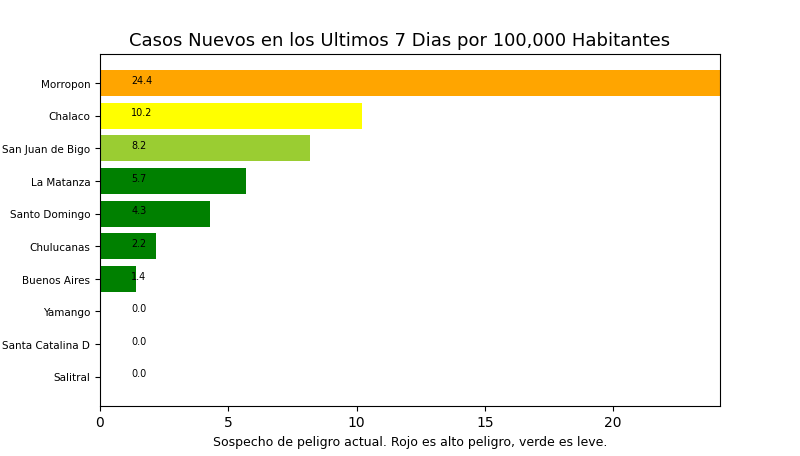 Casos Nuevos en los Ultimos 7 Dias por 100,000 Habitantes
Morropon 24.4
Chalaco 10.2
San Juan de Bigo 8.2
La Matanza 5.7
Santo Domingo 4.3
Chulucanas 2.2
Buenos Aires 1.4
Yamango 0.0
Santa Catalina D 0.0
Salitral 0.0
0 5 10 15 20
Sospecho de peligro actual. Rojo es alto peligro, verde es leve.